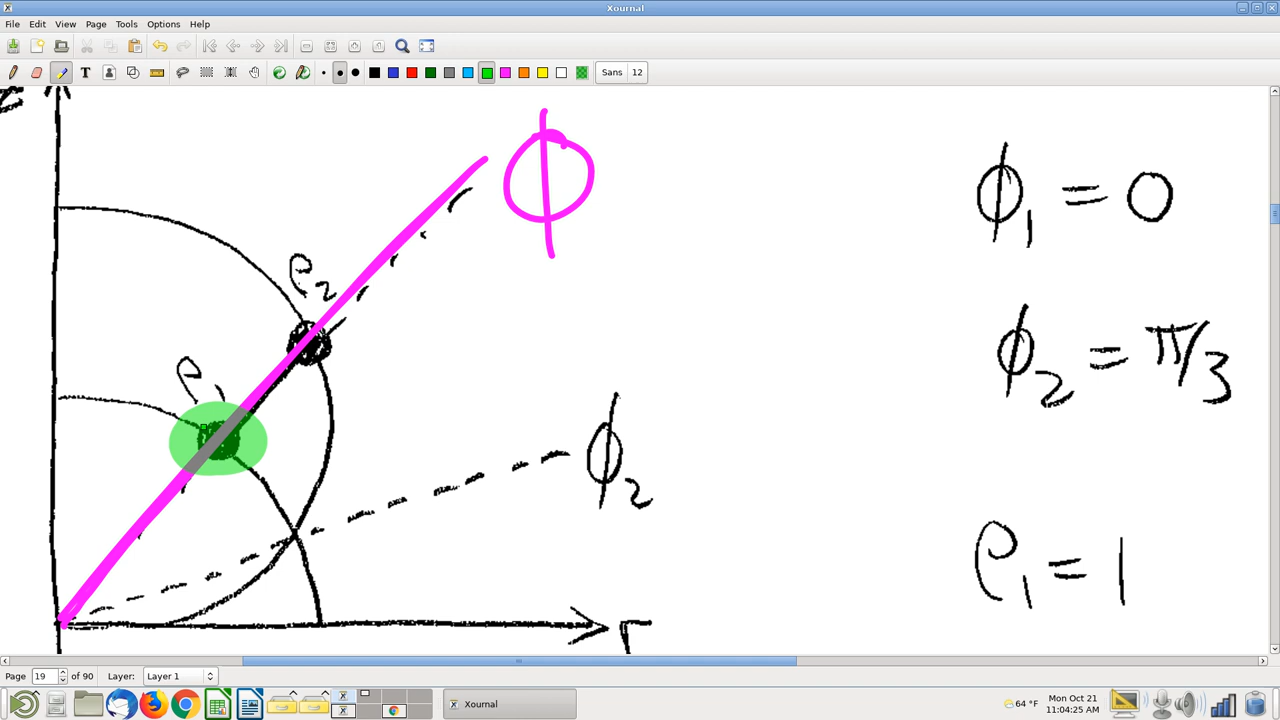 Xournal
File Edit View Page Tools Options Help
T Sans 12
z
ϕ
ϕ₁ = 0
ρ₂
ρ₁
ϕ₂ = π/3
ϕ₂
ρ₁ = 1
r
Page 19 of 90 Layer: Layer 1
Xournal
64 °F
Mon Oct 21
11:04:25 AM